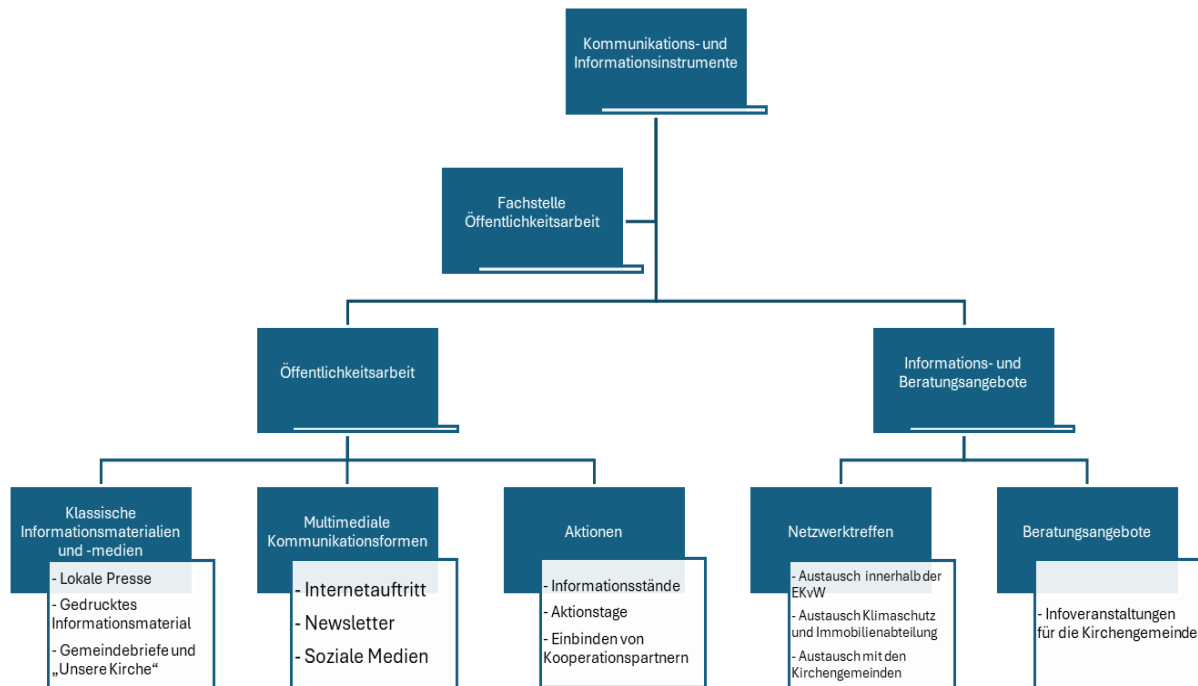 Kommunikations- und
Informationsinstrumente
Fachstelle
Öffentlichkeitsarbeit
Öffentlichkeitsarbeit
Informations- und
Beratungsangebote
Klassische
Informationsmaterialien
und -medien
- Lokale Presse
- Gedrucktes
Informationsmaterial
- Gemeindebriefe und
„Unsere Kirche“
Multimediale
Kommunikationsformen
- Internetauftritt
- Newsletter
- Soziale Medien
Aktionen
- Informationsstände
- Aktionstage
- Einbinden von
Kooperationspartnern
Netzwerktreffen
- Austausch innerhalb der
EKvW
- Austausch Klimaschutz
und Immobilienabteilung
- Austausch mit den
Kirchengemeinden
Beratungsangebote
- Infoveranstaltungen
für die Kirchengemeinde